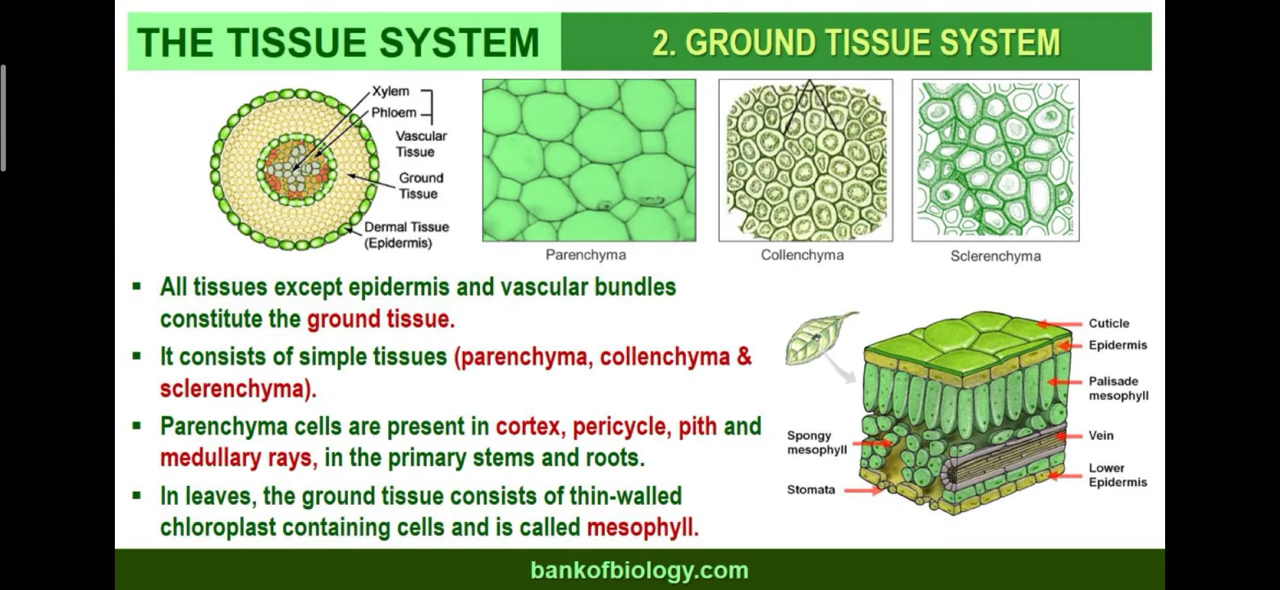 THE TISSUE SYSTEM
2. GROUND TISSUE SYSTEM
Xylem
Phloem
Vascular
Tissue
Ground
Tissue
Dermal Tissue
(Epidermis)
Parenchyma
Collenchyma
Sclerenchyma
▪ All tissues except epidermis and vascular bundles
constitute the ground tissue.
▪ It consists of simple tissues (parenchyma, collenchyma &
sclerenchyma).
▪ Parenchyma cells are present in cortex, pericycle, pith and
medullary rays, in the primary stems and roots.
▪ In leaves, the ground tissue consists of thin-walled
chloroplast containing cells and is called mesophyll.
Cuticle
Epidermis
Palisade
mesophyll
Spongy
mesophyll
Vein
Stomata
Lower
Epidermis
bankofbiology.com